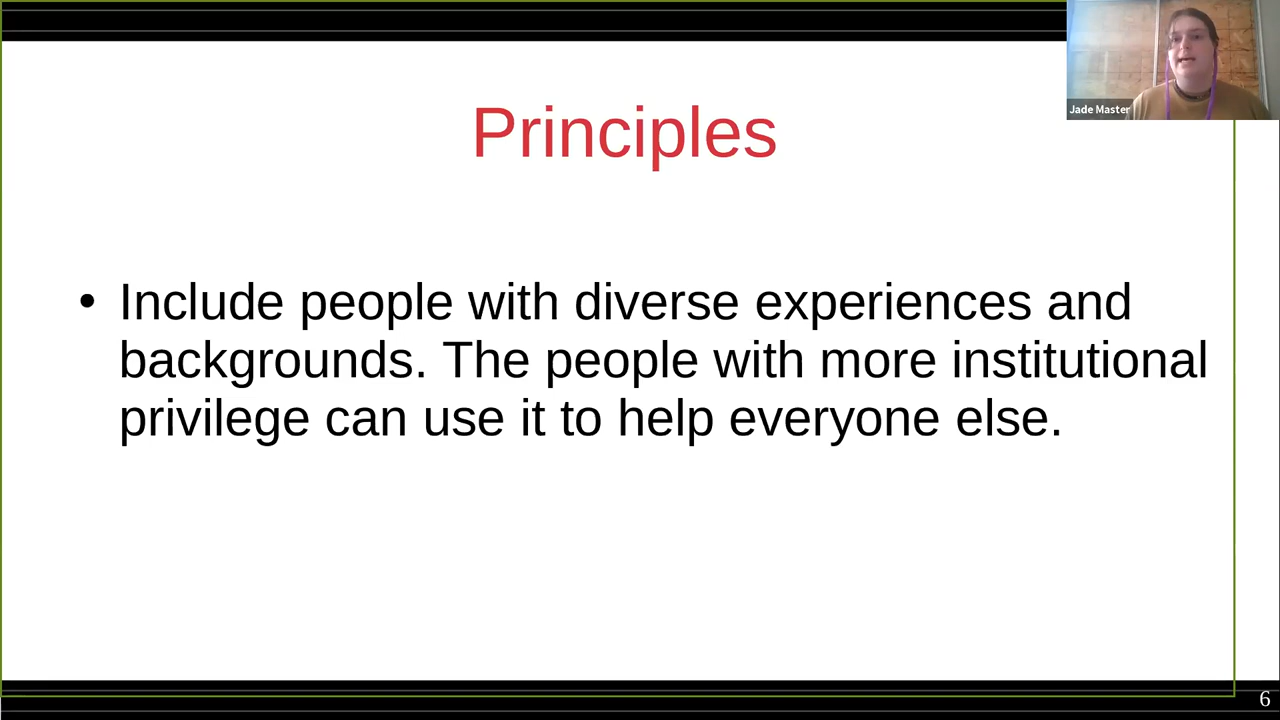 Jade Master
Principles
• Include people with diverse experiences and
backgrounds. The people with more institutional
privilege can use it to help everyone else.
6